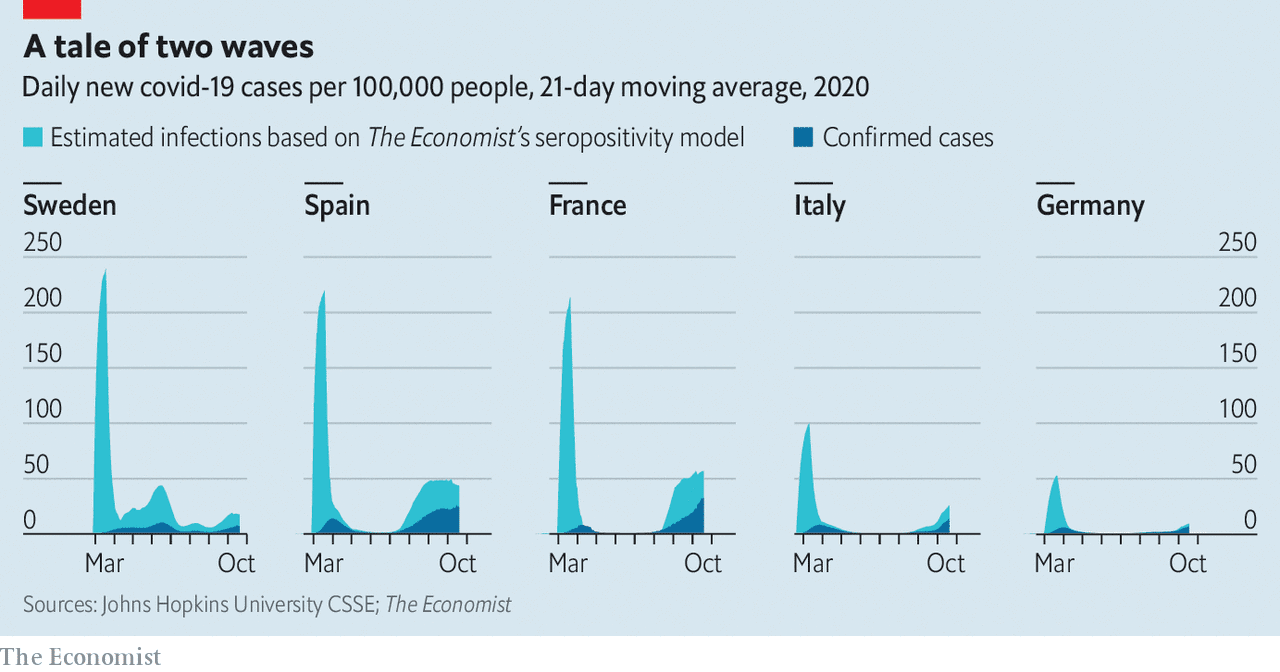 A tale of two waves
Daily new covid-19 cases per 100,000 people, 21-day moving average, 2020
Estimated infections based on The Economist's seropositivity model Confirmed cases
Sweden Spain France Italy Germany
250 250
200 200
150 150
100 100
50 50
0 0
Mar Oct Mar Oct Mar Oct Mar Oct Mar Oct
Sources: Johns Hopkins University CSSE; The Economist
The Economist